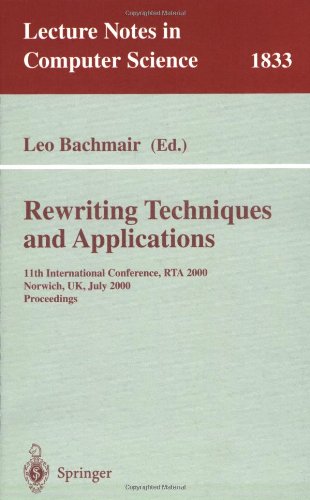 Lecture Notes in
Computer Science 1833
Leo Bachmair (Ed.)
Rewriting Techniques
and Applications
11th International Conference, RTA 2000
Norwich, UK, July 2000
Proceedings
Springer